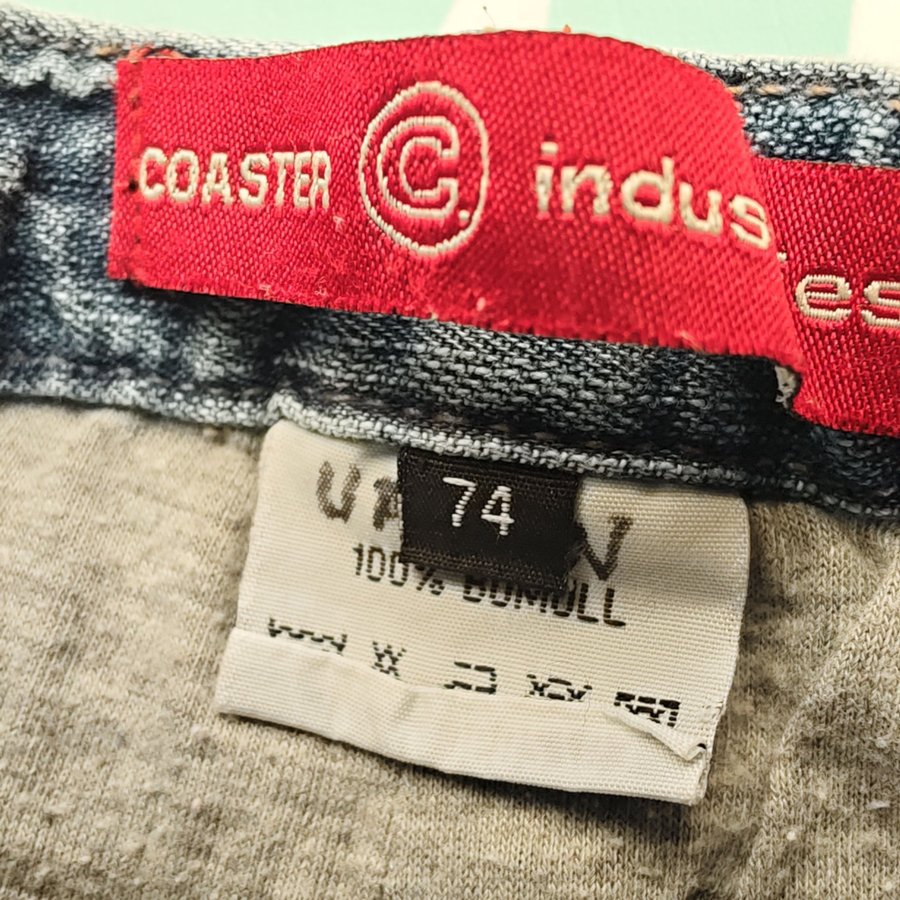 COASTER C. indus
es
74
100% BOMULL